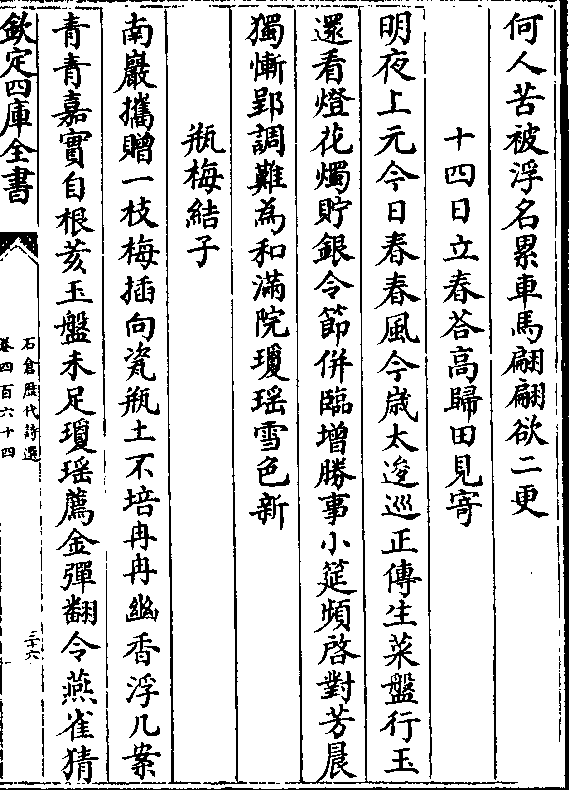 何人苦被浮名累車馬翩翩欲二更
十四日立春荅高歸田見寄
明夜上元今日春春風今歳太逡巡正傳生菜盤行玉
還看燈花燭貯銀令節併臨增勝事小筵頻啓對芳晨
獨慚郢調難為和滿院瓊瑶雪色新
瓶梅結子
南巖攜贈一枝梅插向瓷瓶土不培冉冉幽香浮几案
青青嘉實自根荄玉盤未足瓊瑶薦金彈翻令燕雀猜
欽定四庫全書
石倉歴代詩選
卷四百六十四
三十六